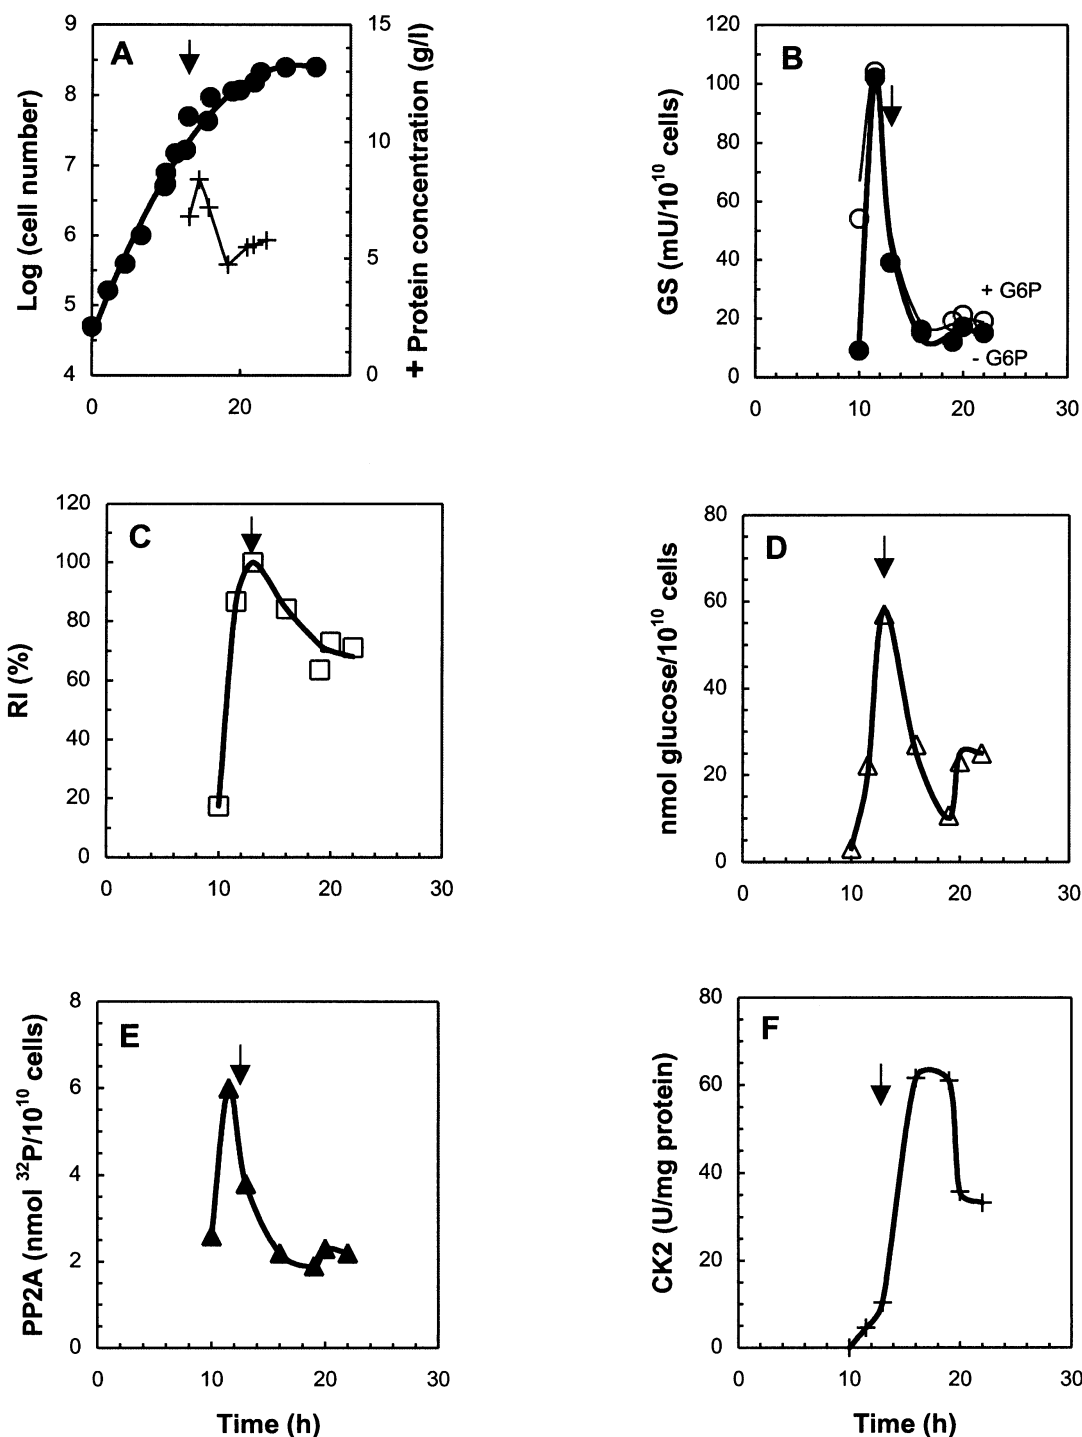 A
9
8
7
6
5
4
Log (cell number)
15
10
5
0
+ Protein concentration (g/l)
0 20
B
120
100
80
60
40
20
0
GS (mU/10^10 cells)
+ G6P
- G6P
0 10 20 30
C
120
100
80
60
40
20
0
RI (%)
0 10 20 30
D
80
60
40
20
0
nmol glucose/10^10 cells
0 10 20 30
E
8
6
4
2
0
PP2A (nmol ^32P/10^10 cells)
0 10 20 30
Time (h)
F
80
60
40
20
0
CK2 (U/mg protein)
0 10 20 30
Time (h)